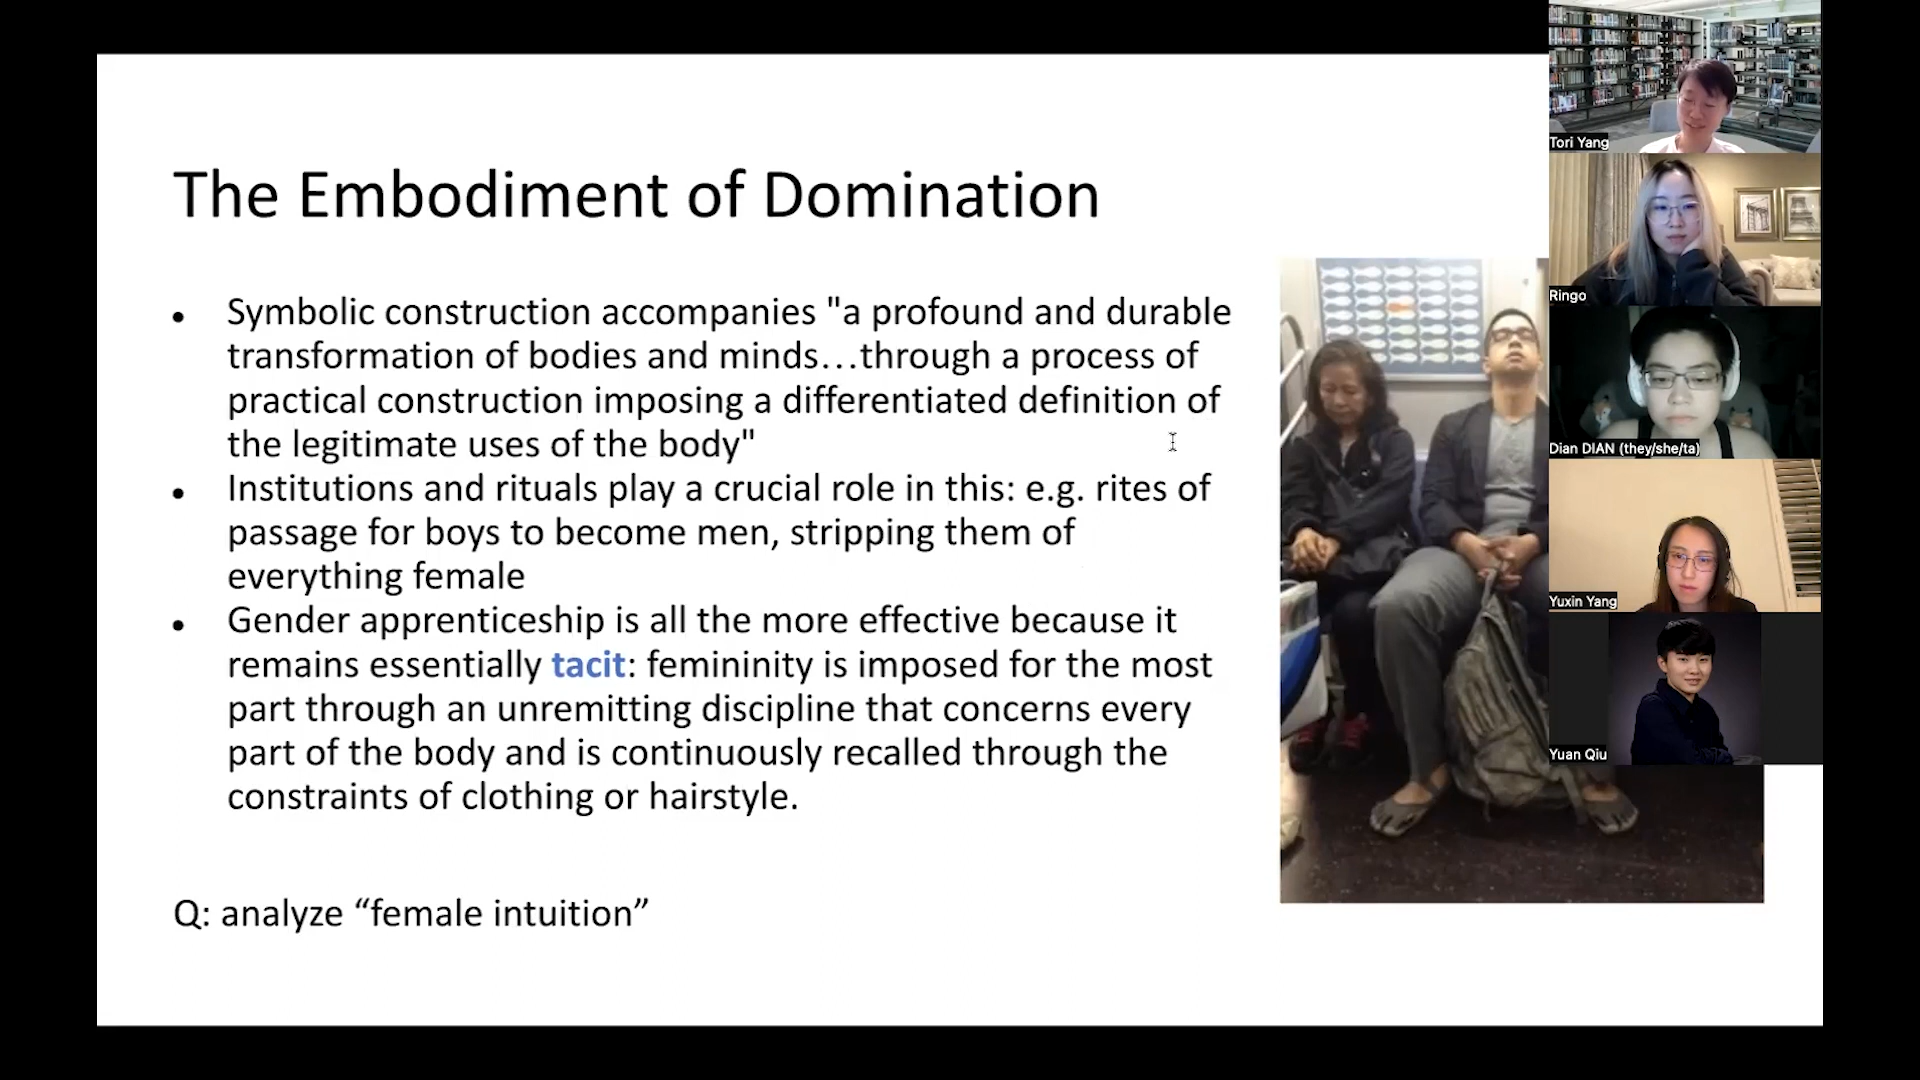 The Embodiment of Domination
• Symbolic construction accompanies "a profound and durable
transformation of bodies and minds…through a process of
practical construction imposing a differentiated definition of
the legitimate uses of the body"
• Institutions and rituals play a crucial role in this: e.g. rites of
passage for boys to become men, stripping them of
everything female
• Gender apprenticeship is all the more effective because it
remains essentially tacit: femininity is imposed for the most
part through an unremitting discipline that concerns every
part of the body and is continuously recalled through the
constraints of clothing or hairstyle.
Q: analyze “female intuition”
Tori Yang
Ringo
Dian DIAN (they/she/ta)
Yuxin Yang
Yuan Qiu